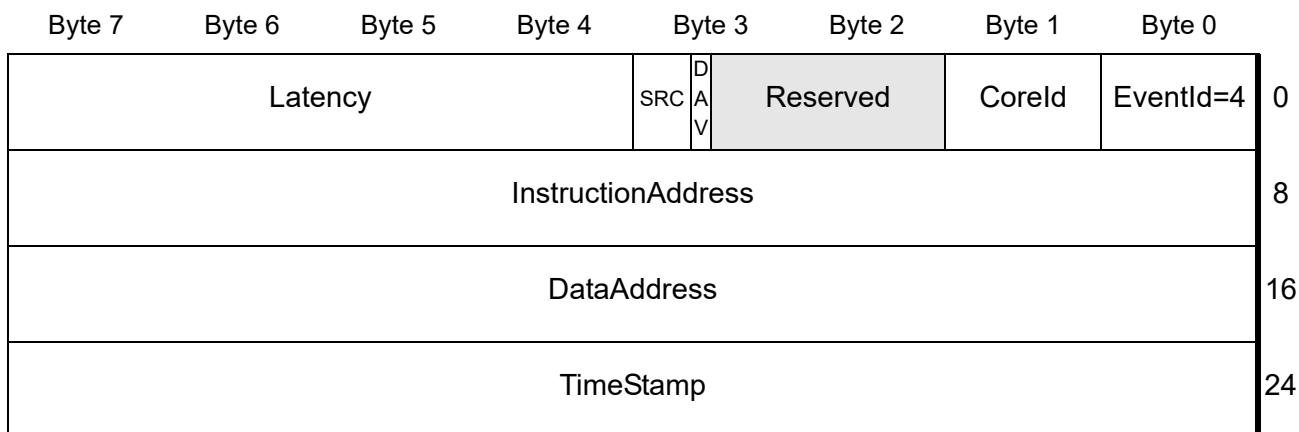 Byte 7 Byte 6 Byte 5 Byte 4 Byte 3 Byte 2 Byte 1 Byte 0
Latency SRC DAV Reserved CoreId EventId=4 0
InstructionAddress 8
DataAddress 16
TimeStamp 24